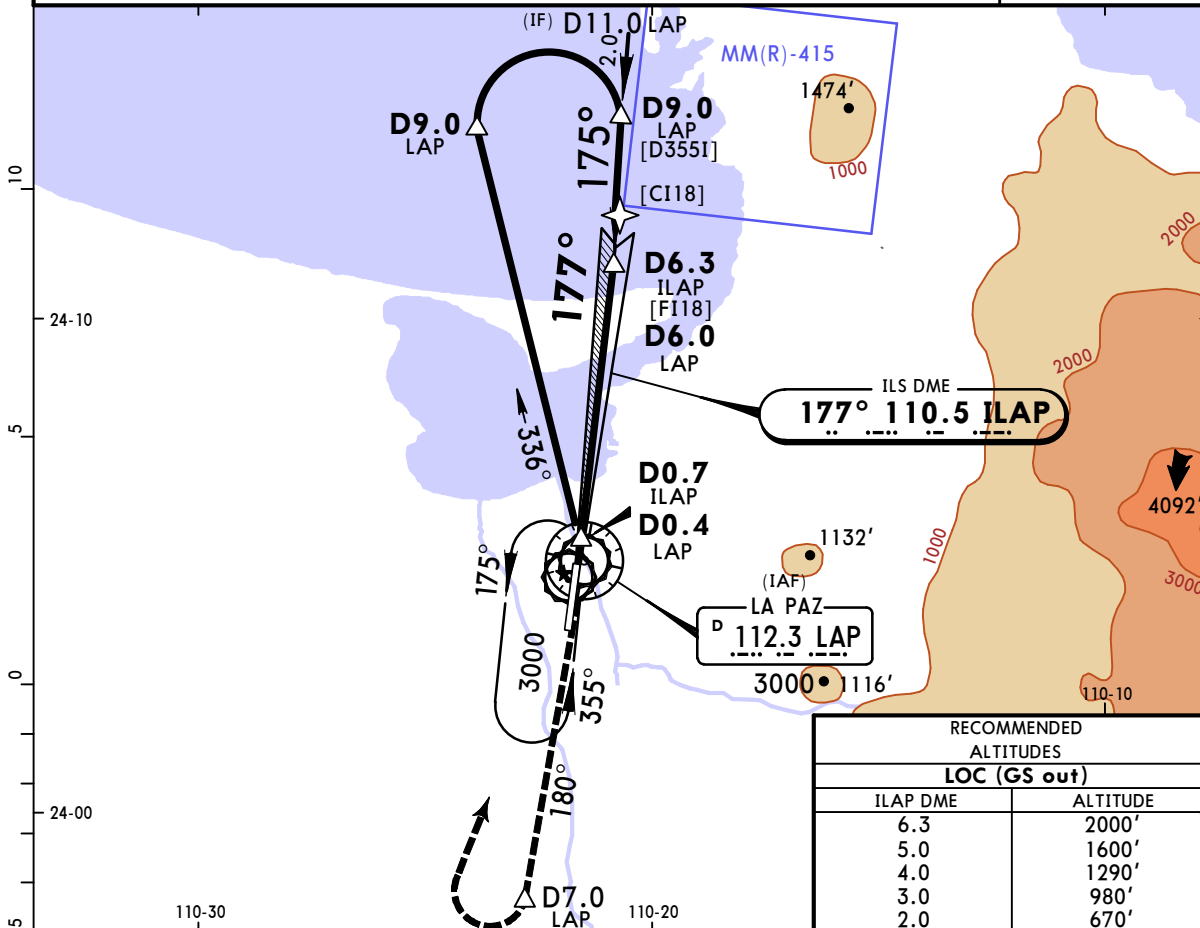 (IF) D11.0 LAP
2.0
MM(R)-415
1474′
1000
D9.0
LAP
D9.0
LAP
[D355I]
175°
[CI18]
10
177°
D6.3
ILAP
[FI18]
D6.0
LAP
24-10
2000
2000
ILS DME
177° 110.5 ILAP
5
336°
D0.7
ILAP
D0.4
LAP
4092′
3000
1000
1132′
175°
(IAF)
LA PAZ
D 112.3 LAP
3000
3000 1116′
355°
0
110-10
180°
24-00
D7.0
LAP
110-30
110-20
5
RECOMMENDED
ALTITUDES
LOC (GS out)
ILAP DME ALTITUDE
6.3 2000′
5.0 1600′
4.0 1290′
3.0 980′
2.0 670′